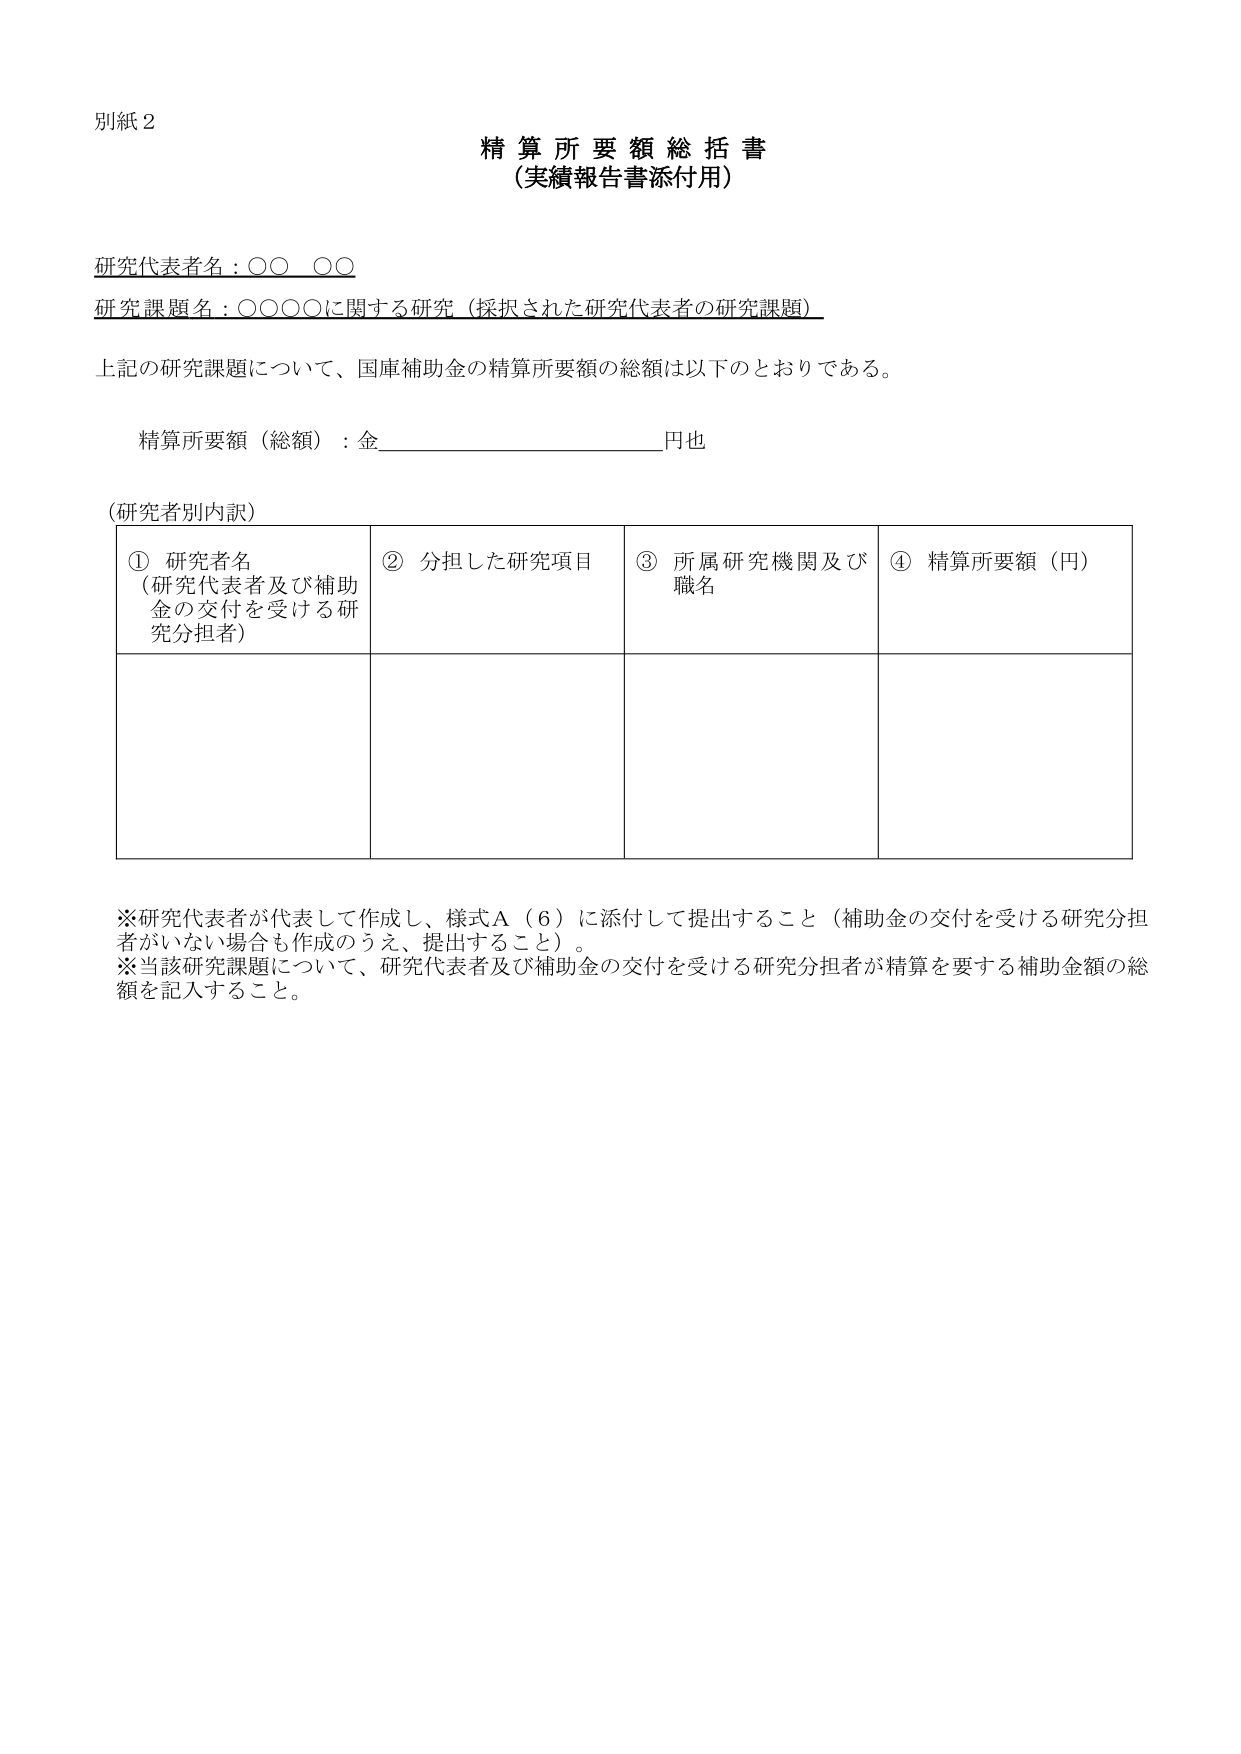 別紙２
精 算 所 要 額 総 括 書
（実績報告書添付用）
研究代表者名：○○　○○
研究課題名：○○○○に関する研究（採択された研究代表者の研究課題）
上記の研究課題について、国庫補助金の精算所要額の総額は以下のとおりである。
精算所要額（総額）：金＿＿＿＿＿＿＿＿＿＿＿＿＿円也
（研究者別内訳）
① 研究者名
（研究代表者及び補助
金の交付を受ける研
究分担者）
② 分担した研究項目
③ 所属研究機関及び
職名
④ 精算所要額（円）
※研究代表者が代表して作成し、様式Ａ（６）に添付して提出すること（補助金の交付を受ける研究分担
者がいない場合も作成のうえ、提出すること）。
※当該研究課題について、研究代表者及び補助金の交付を受ける研究分担者が精算を要する補助金額の総
額を記入すること。